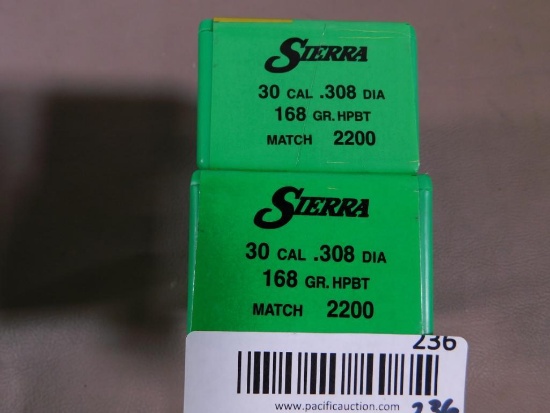 SIERRA
30 CAL .308 DIA
168 GR. HPBT
MATCH 2200
SIERRA
30 CAL .308 DIA
168 GR. HPBT
MATCH 2200
236
www.pacificauction.com 236